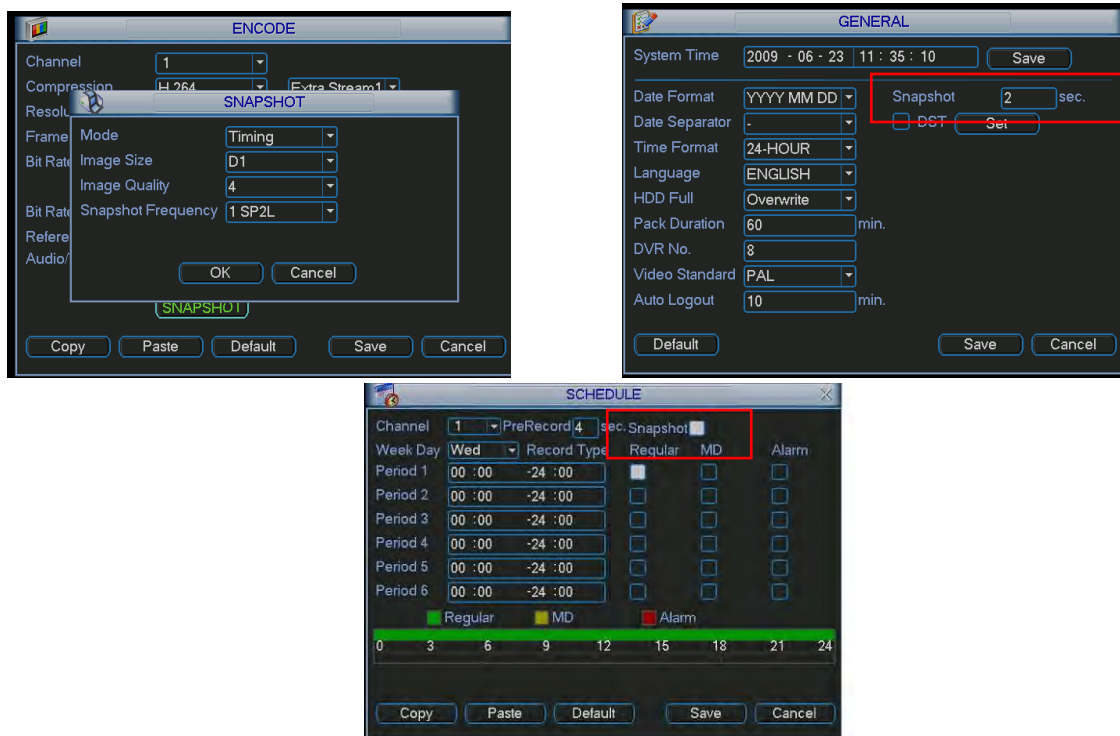 ENCODE
Channel 1
Compression H.264 Extra Stream1
Resolu
SNAPSHOT
Frame Mode Timing
Bit Rate Image Size D1
Image Quality 4
Bit Rate Snapshot Frequency 1 SP2L
Refere
Audio/
OK Cancel
SNAPSHOT
Copy Paste Default Save Cancel
GENERAL
System Time 2009 - 06 - 23 11 : 35 : 10 Save
Date Format YYYY MM DD Snapshot 2 sec.
Date Separator - DST Set
Time Format 24-HOUR
Language ENGLISH
HDD Full Overwrite
Pack Duration 60 min.
DVR No. 8
Video Standard PAL
Auto Logout 10 min.
Default Save Cancel
SCHEDULE
Channel 1 PreRecord 4 sec. Snapshot
Week Day Wed Record Type Regular MD Alarm
Period 1 00 :00 -24 :00
Period 2 00 :00 -24 :00
Period 3 00 :00 -24 :00
Period 4 00 :00 -24 :00
Period 5 00 :00 -24 :00
Period 6 00 :00 -24 :00
Regular MD Alarm
0 3 6 9 12 15 18 21 24
Copy Paste Default Save Cancel